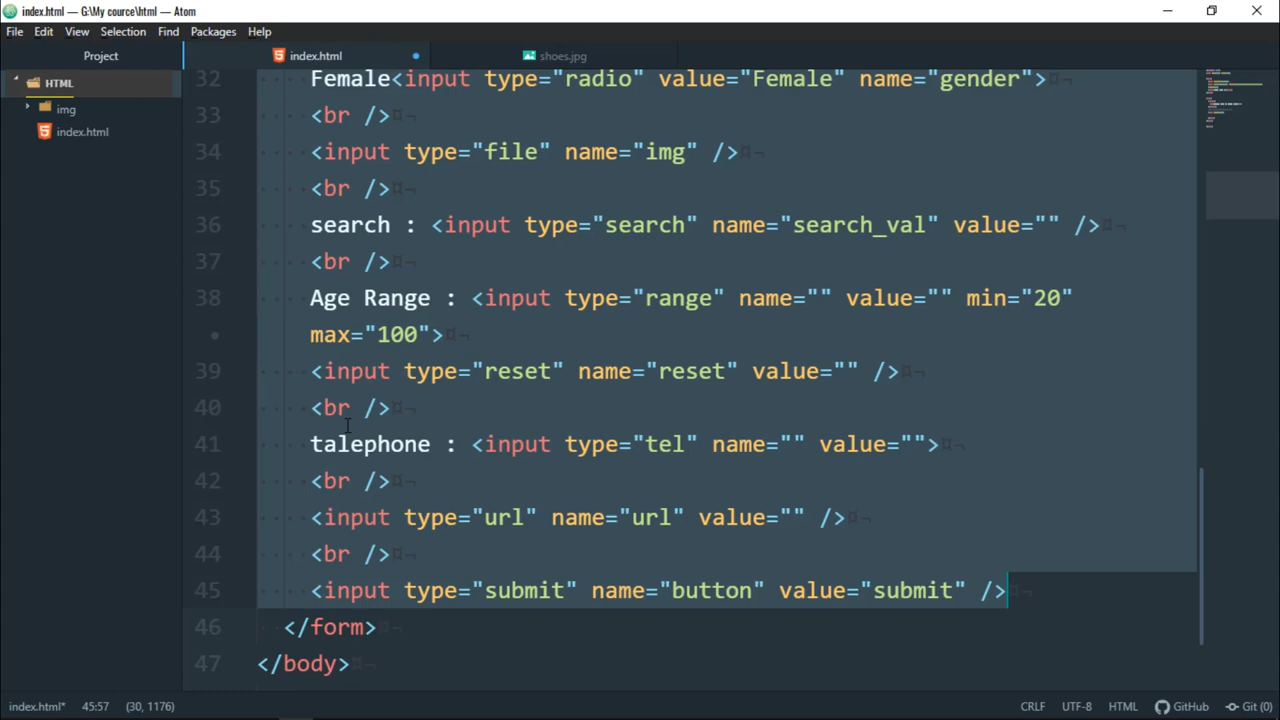 index.html — G:\My cource\html — Atom
File Edit View Selection Find Packages Help
Project
index.html
shoes.jpg
HTML
img
index.html
32 Female<input type="radio" value="Female" name="gender">
33 <br />
34 <input type="file" name="img" />
35 <br />
36 search : <input type="search" name="search_val" value="" />
37 <br />
38 Age Range : <input type="range" name="" value="" min="20"
max="100">
39 <input type="reset" name="reset" value="" />
40 <br />
41 talephone : <input type="tel" name="" value="">
42 <br />
43 <input type="url" name="url" value="" />
44 <br />
45 <input type="submit" name="button" value="submit" />
46 </form>
47 </body>
index.html* 45:57 (30, 1176) CRLF UTF-8 HTML GitHub Git (0)